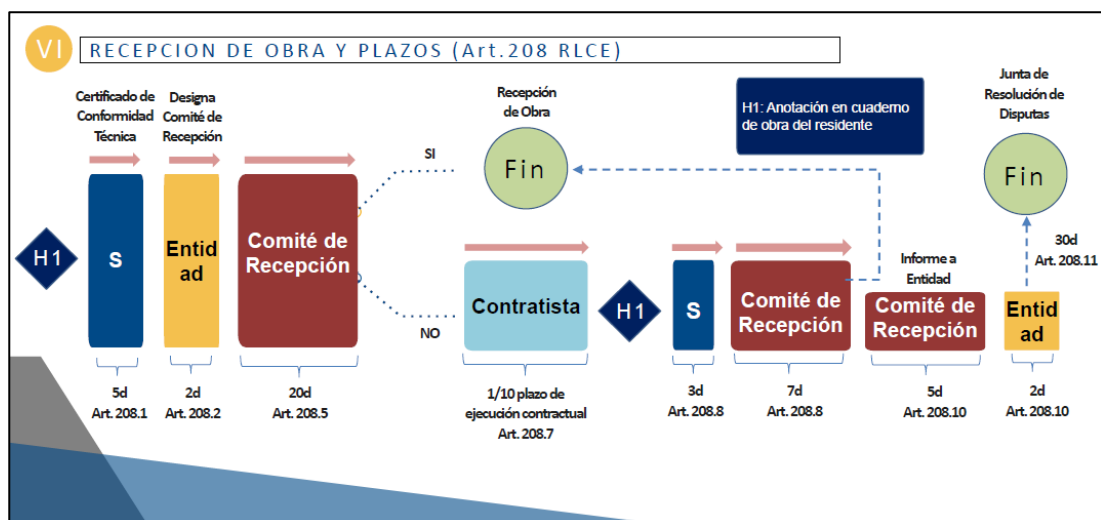 VI
RECEPCION DE OBRA Y PLAZOS (Art.208 RLCE)
Certificado de
Conformidad
Técnica
Designa
Comité de
Recepción
Recepción
de Obra
H1: Anotación en cuaderno
de obra del residente
Junta de
Resolución de
Disputas
SI
Fin
Fin
H1
S
Entid
ad
Comité de
Recepción
30d
Art. 208.11
NO
Contratista
H1
S
Comité de
Recepción
Informe a
Entidad
Comité de
Recepción
Entid
ad
5d
Art. 208.1
2d
Art. 208.2
20d
Art. 208.5
1/10 plazo de
ejecución contractual
Art. 208.7
3d
Art. 208.8
7d
Art. 208.8
5d
Art. 208.10
2d
Art. 208.10